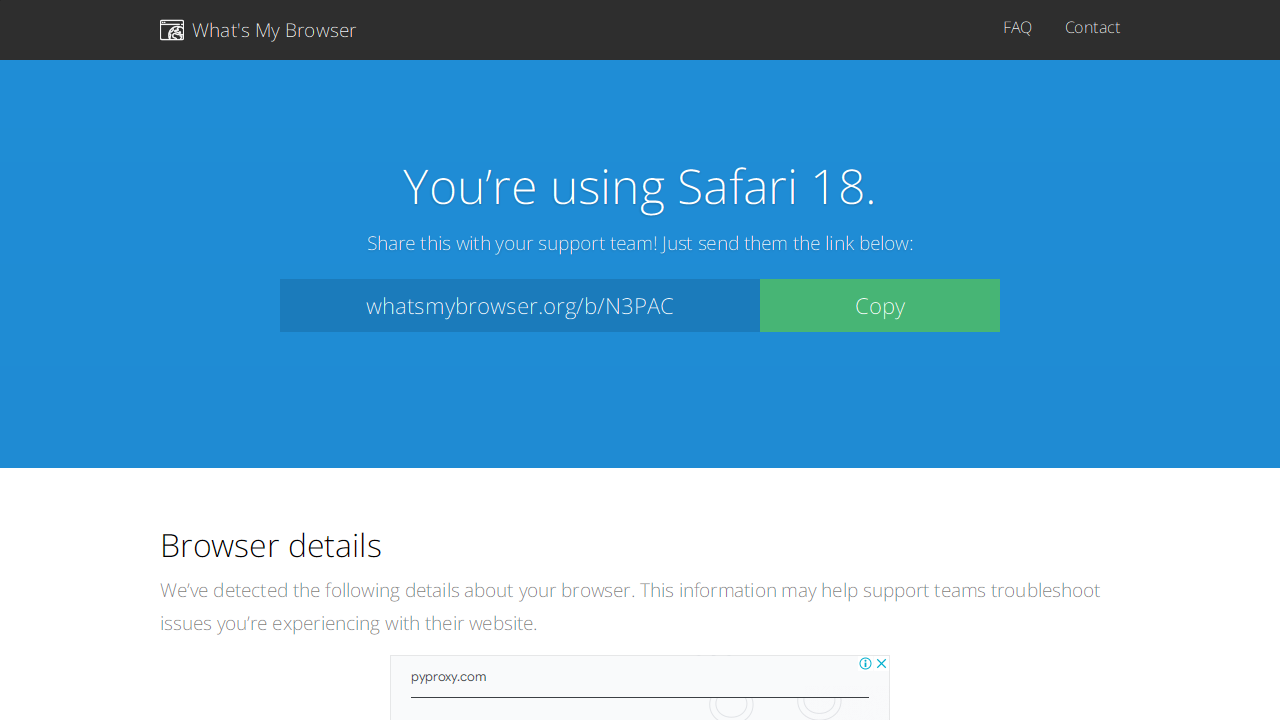 What's My Browser
FAQ
Contact
You’re using Safari 18.
Share this with your support team! Just send them the link below:
whatsmybrowser.org/b/N3PAC
Copy
Browser details
We’ve detected the following details about your browser. This information may help support teams troubleshoot
issues you’re experiencing with their website.
pyproxy.com